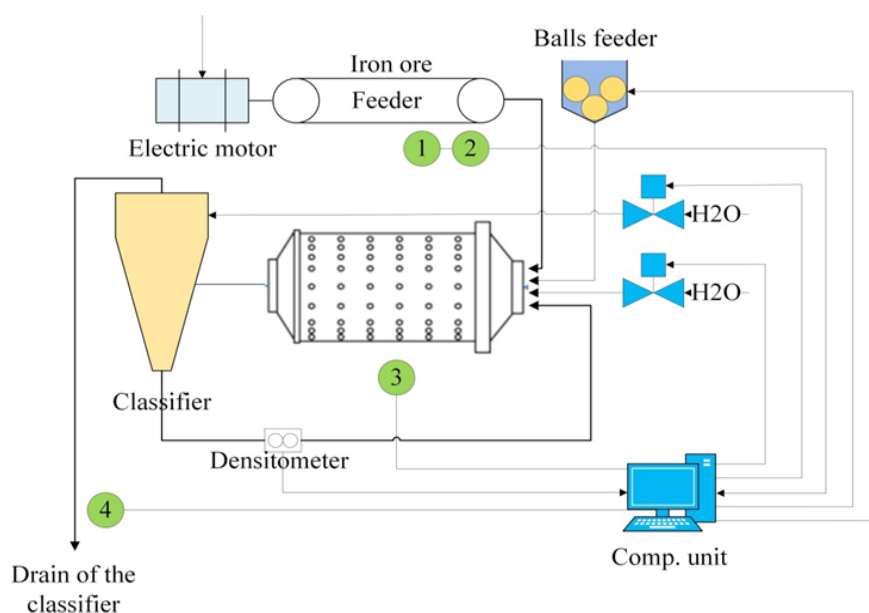 Balls feeder
Iron ore
Feeder
Electric motor
1
2
H2O
H2O
3
Classifier
Densitometer
4
Comp. unit
Drain of the
classifier